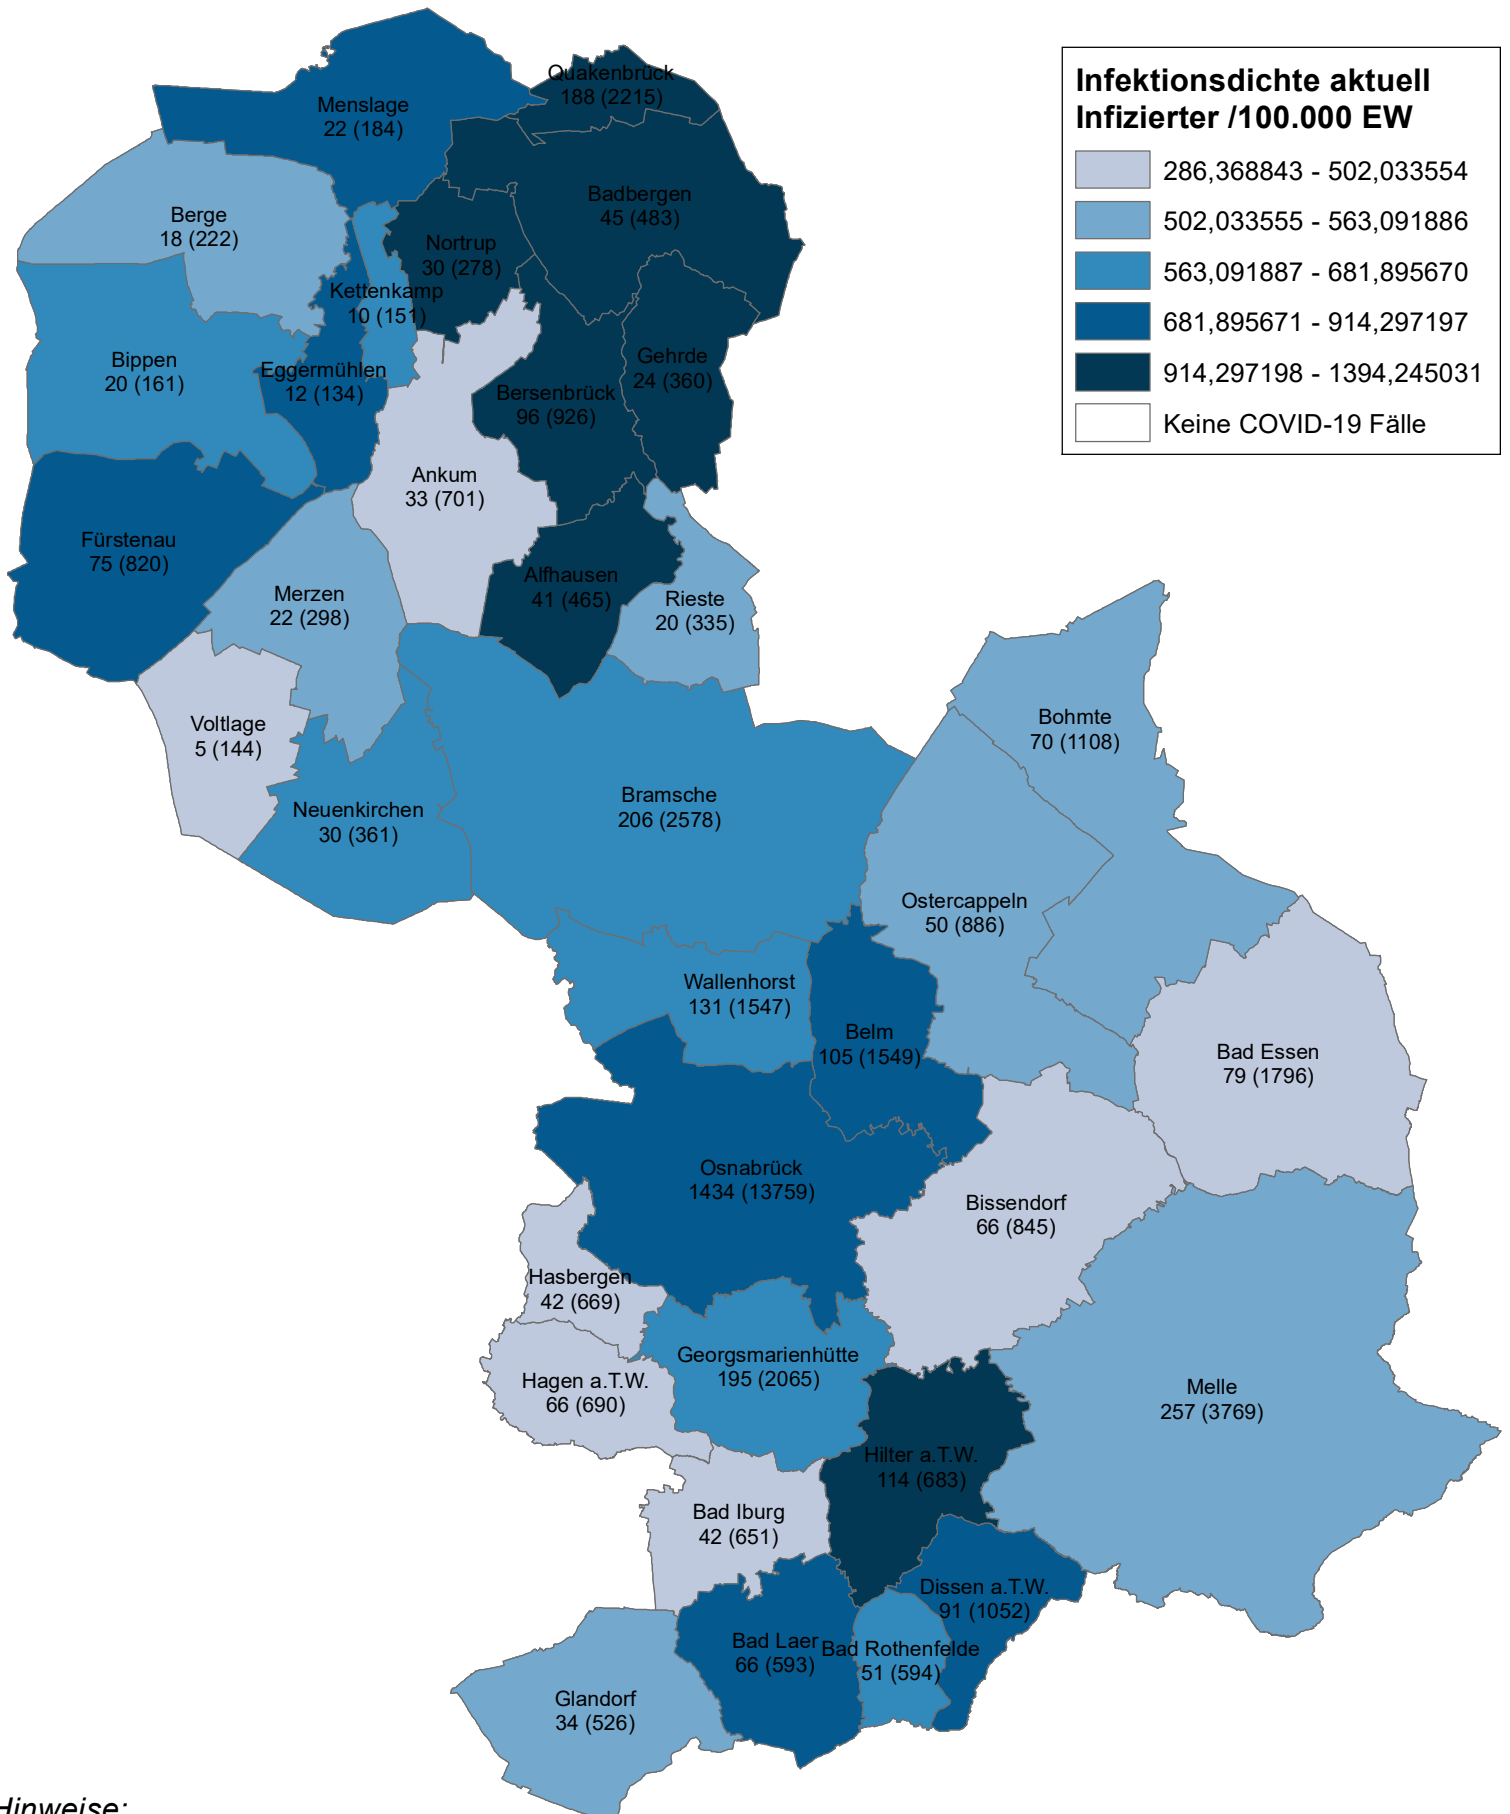 Infektionsdichte aktuell
Infizierter /100.000 EW
286,368843 - 502,033554
502,033555 - 563,091886
563,091887 - 681,895670
681,895671 - 914,297197
914,297198 - 1394,245031
Keine COVID-19 Fälle
Quakenbrück
188 (2215)
Menslage
22 (184)
Badbergen
45 (483)
Berge
18 (222)
Nortrup
30 (278)
Kettenkamp
10 (151)
Bippen
20 (161)
Eggermühlen
12 (134)
Gehrde
24 (360)
Bersenbrück
96 (926)
Ankum
33 (701)
Fürstenau
75 (820)
Alfhausen
41 (465)
Merzen
22 (298)
Rieste
20 (335)
Voltlage
5 (144)
Bohmte
70 (1108)
Neuenkirchen
30 (361)
Bramsche
206 (2578)
Ostercappeln
50 (886)
Wallenhorst
131 (1547)
Belm
105 (1549)
Bad Essen
79 (1796)
Osnabrück
1434 (13759)
Bissendorf
66 (845)
Hasbergen
42 (669)
Georgsmarienhütte
195 (2065)
Hagen a.T.W.
66 (690)
Melle
257 (3769)
Hilter a.T.W.
114 (683)
Bad Iburg
42 (651)
Dissen a.T.W.
91 (1052)
Bad Laer
66 (593)
Bad Rothenfelde
51 (594)
Glandorf
34 (526)
Hinweise: